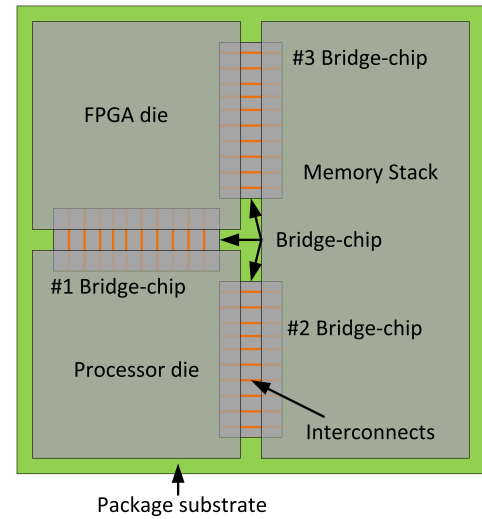 #3 Bridge-chip
FPGA die
Memory Stack
Bridge-chip
#1 Bridge-chip
#2 Bridge-chip
Processor die
Interconnects
Package substrate